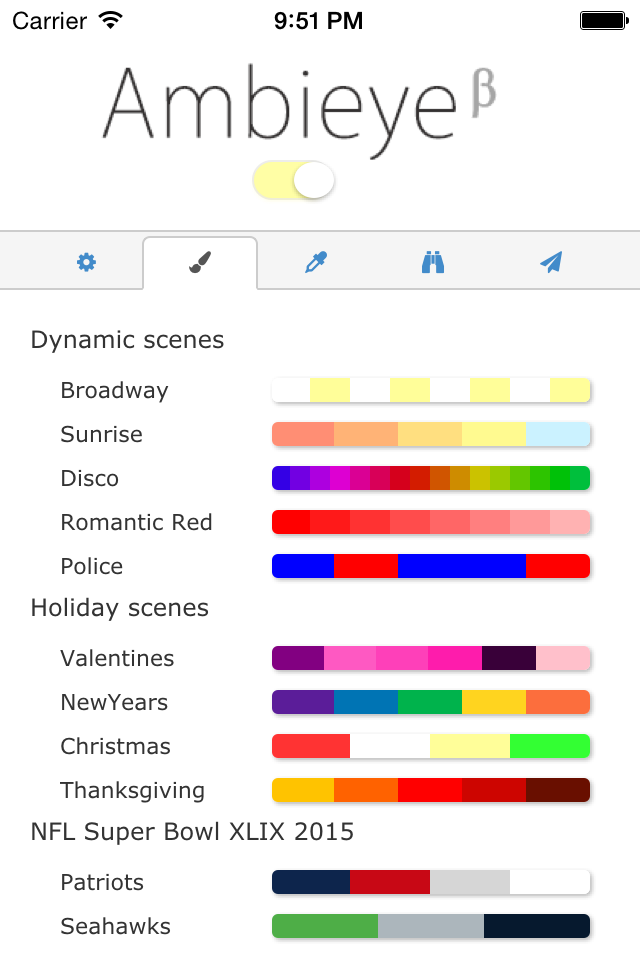 Carrier 9:51 PM
Ambieye β
Dynamic scenes
Broadway
Sunrise
Disco
Romantic Red
Police
Holiday scenes
Valentines
NewYears
Christmas
Thanksgiving
NFL Super Bowl XLIX 2015
Patriots
Seahawks